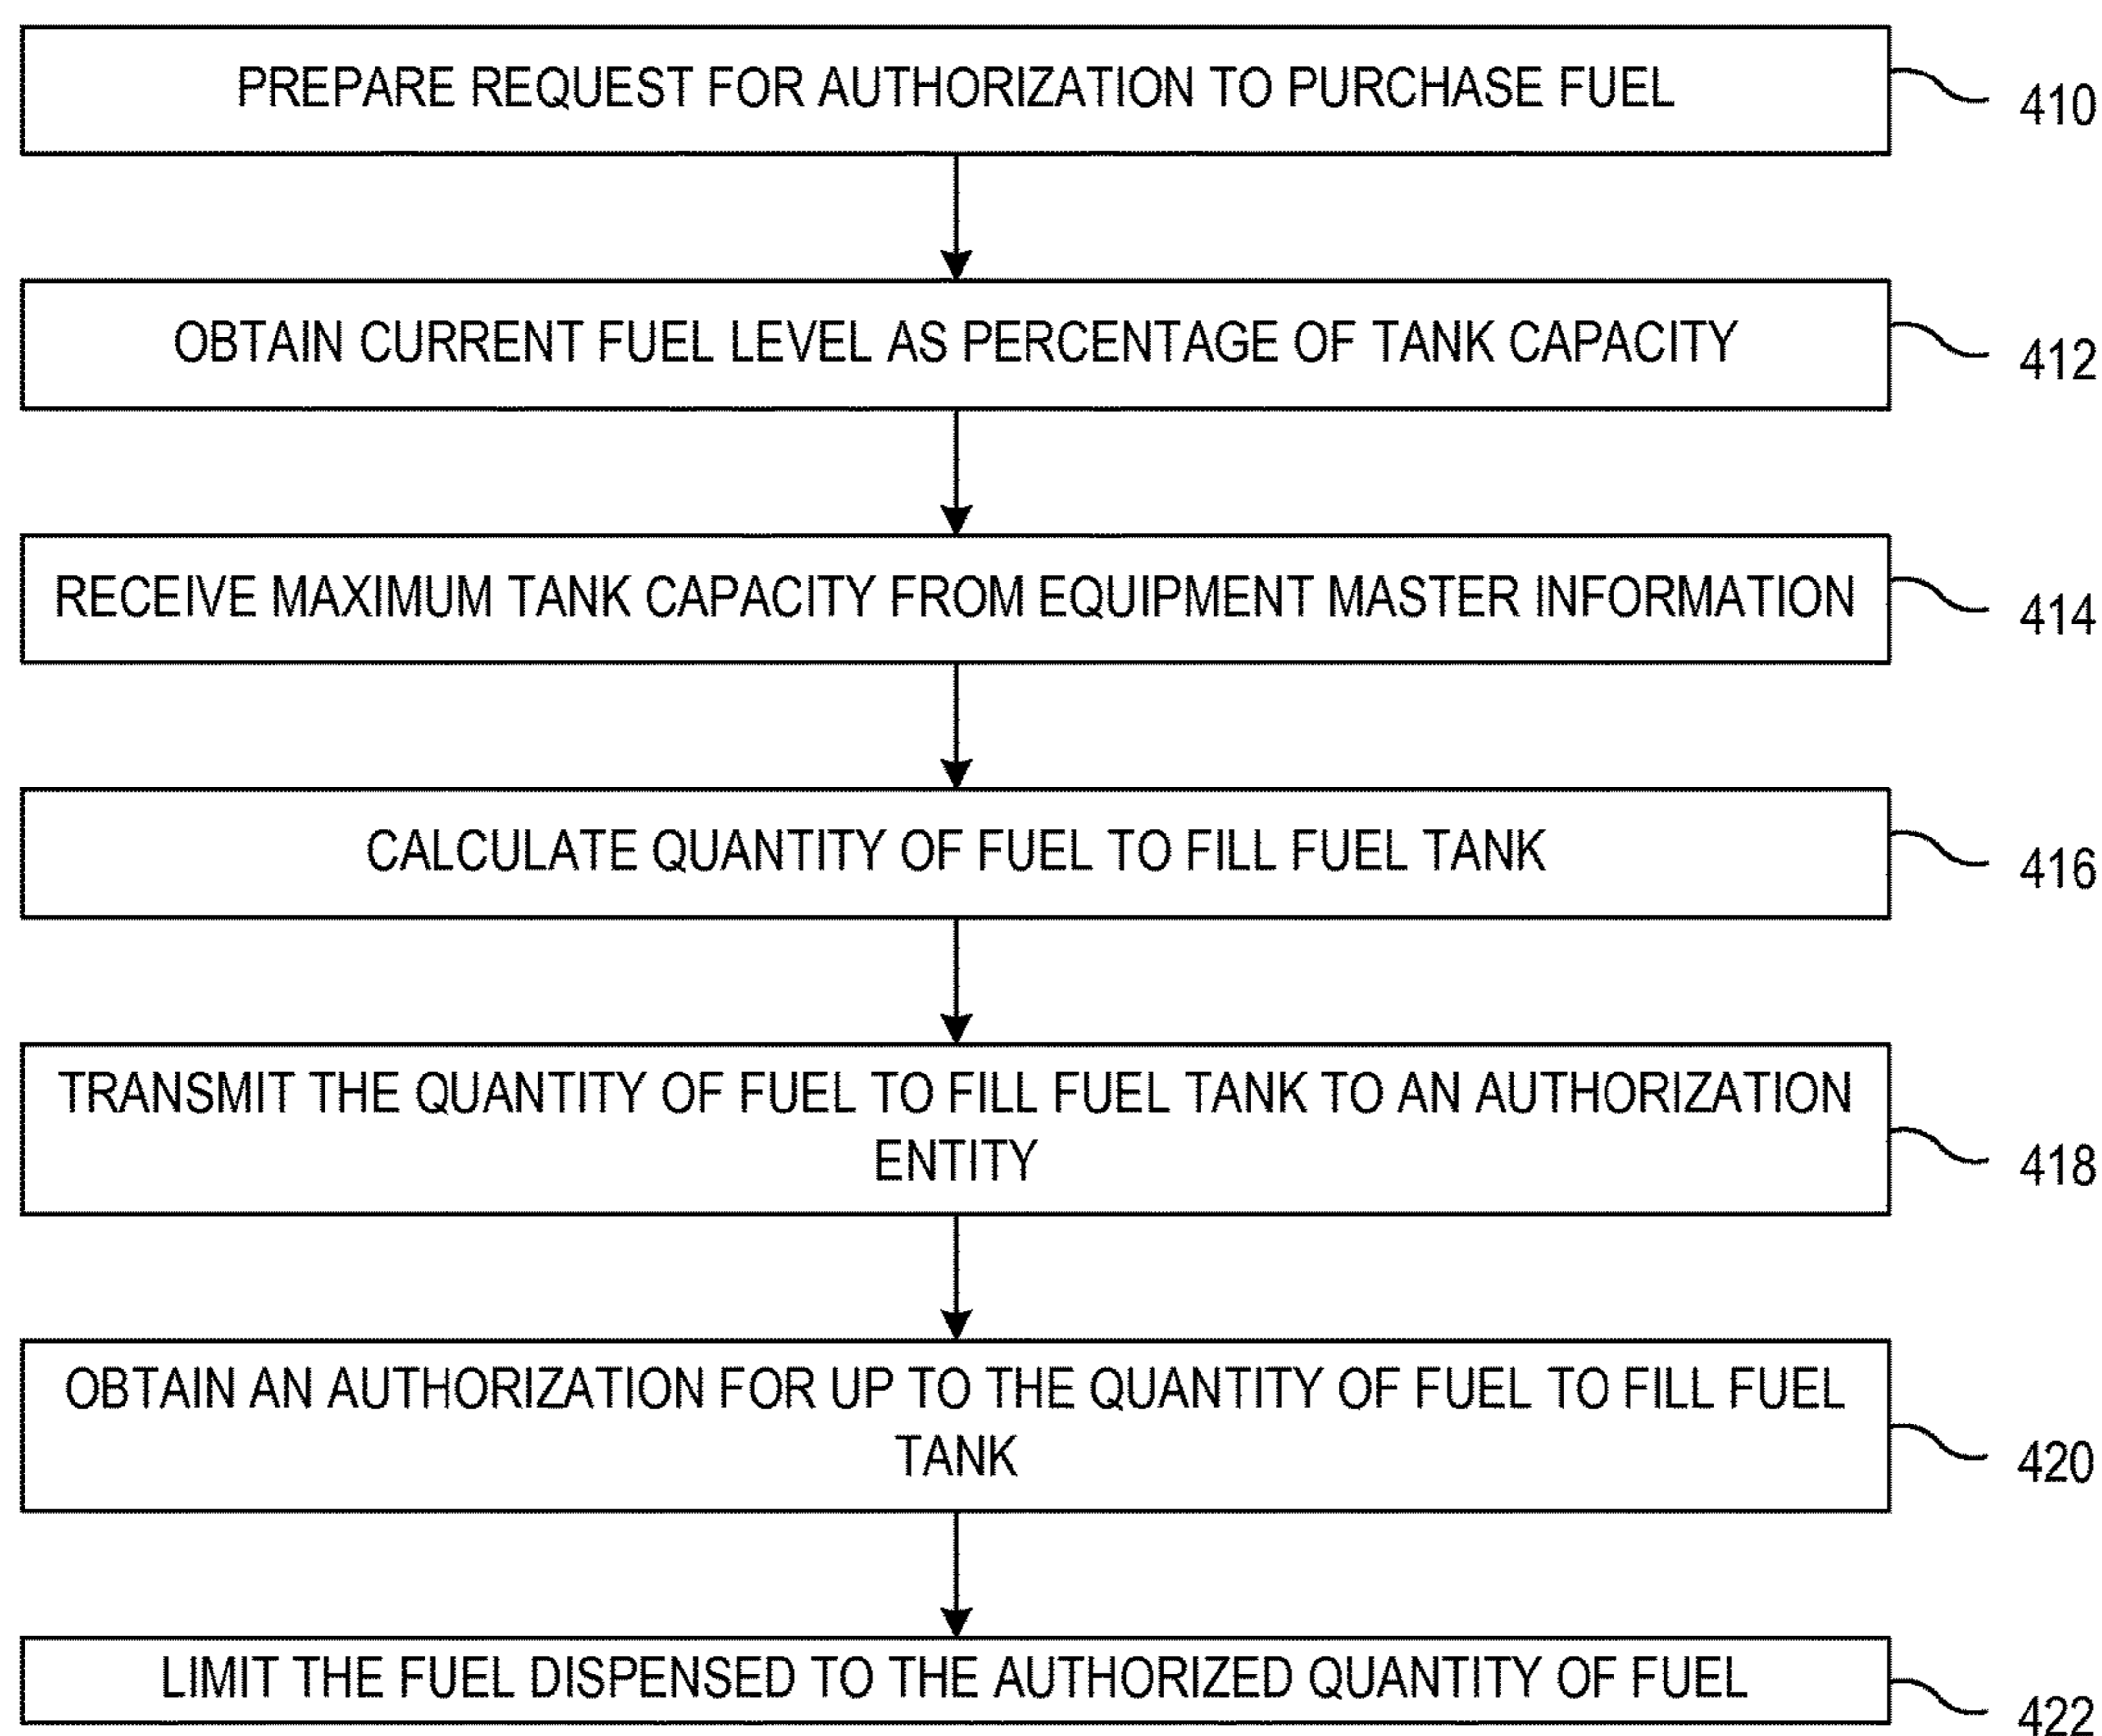 PREPARE REQUEST FOR AUTHORIZATION TO PURCHASE FUEL
410
OBTAIN CURRENT FUEL LEVEL AS PERCENTAGE OF TANK CAPACITY
412
RECEIVE MAXIMUM TANK CAPACITY FROM EQUIPMENT MASTER INFORMATION
414
CALCULATE QUANTITY OF FUEL TO FILL FUEL TANK
416
TRANSMIT THE QUANTITY OF FUEL TO FILL FUEL TANK TO AN AUTHORIZATION
ENTITY
418
OBTAIN AN AUTHORIZATION FOR UP TO THE QUANTITY OF FUEL TO FILL FUEL
TANK
420
LIMIT THE FUEL DISPENSED TO THE AUTHORIZED QUANTITY OF FUEL
422